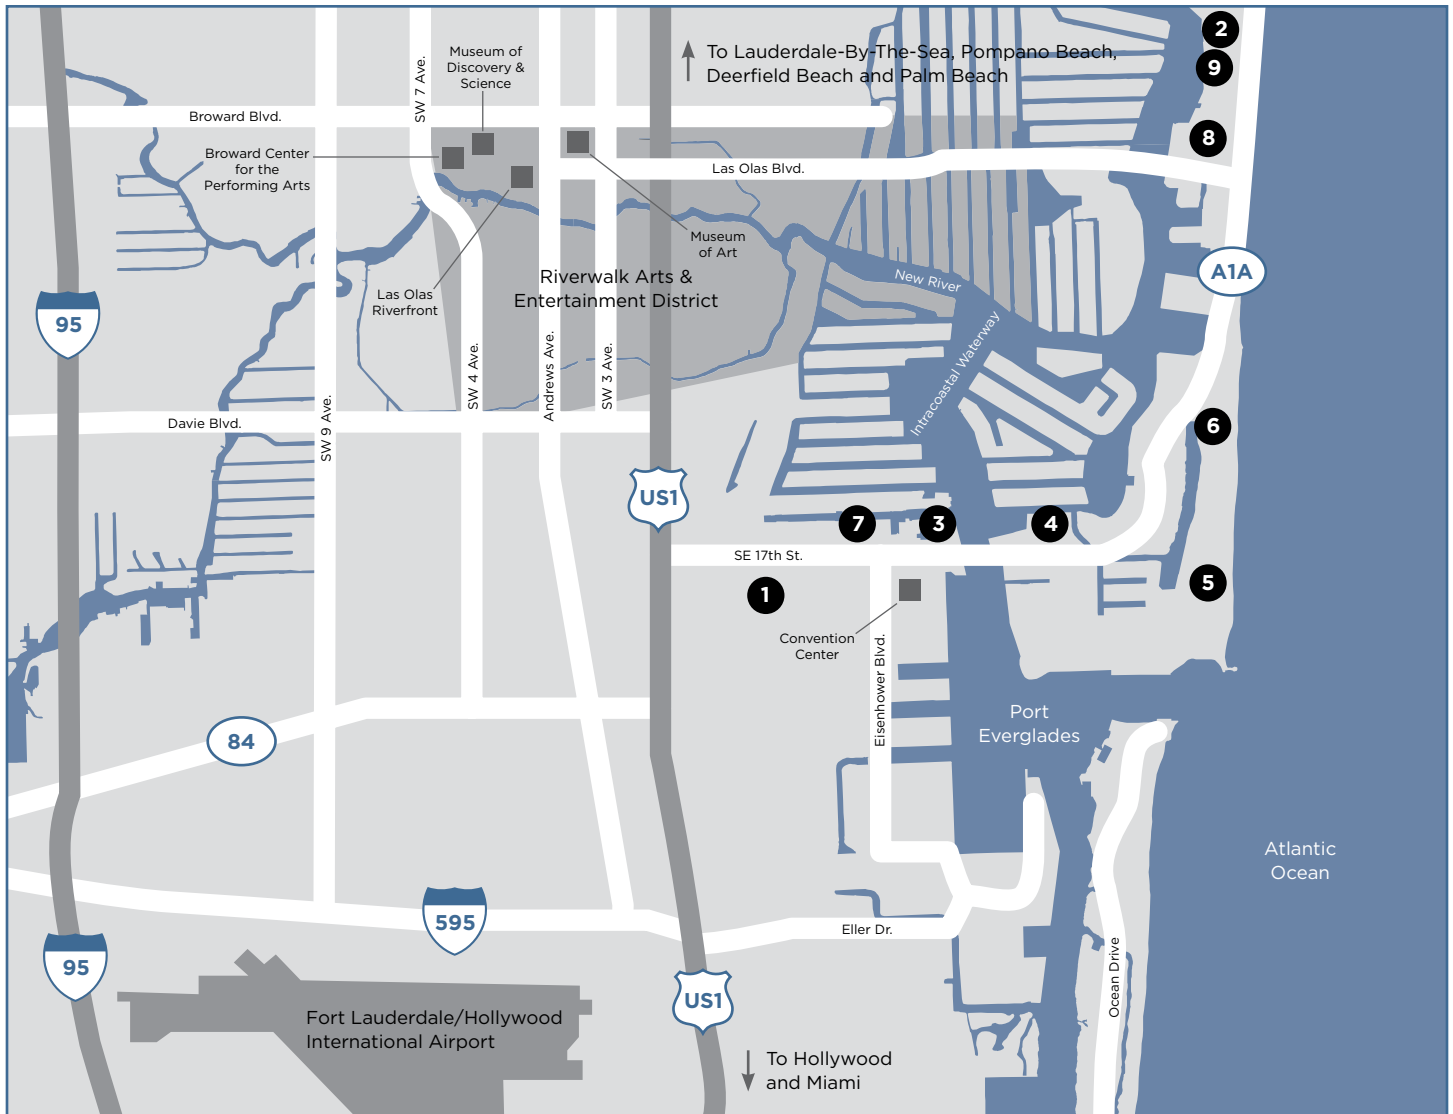 2
9
8
To Lauderdale-By-The-Sea, Pompano Beach,
Deerfield Beach and Palm Beach
SW 7 Ave.
Museum of
Discovery &
Science
Broward Blvd.
Broward Center
for the
Performing Arts
Las Olas Blvd.
Museum
of Art
A1A
New River
Riverwalk Arts &
Entertainment District
Las Olas
Riverfront
95
Intracoastal Waterway
SW 4 Ave.
Andrews Ave.
SW 3 Ave.
SW 9 Ave.
Davie Blvd.
6
US1
7
3
4
SE 17th St.
5
1
Convention
Center
Eisenhower Blvd.
Port
Everglades
84
Atlantic
Ocean
595
Eller Dr.
95
Ocean Drive
US1
Fort Lauderdale/Hollywood
International Airport
To Hollywood
and Miami